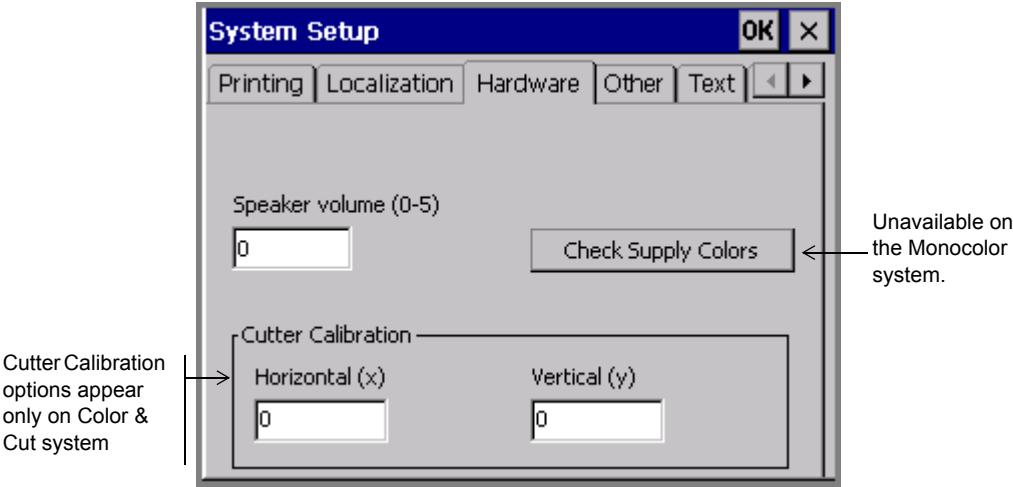 System Setup OK ×
Printing Localization Hardware Other Text
Speaker volume (0-5)
0
Check Supply Colors
Unavailable on
the Monocolor
system.
Cutter Calibration
Horizontal (x) Vertical (y)
0 0
Cutter Calibration
options appear
only on Color &
Cut system